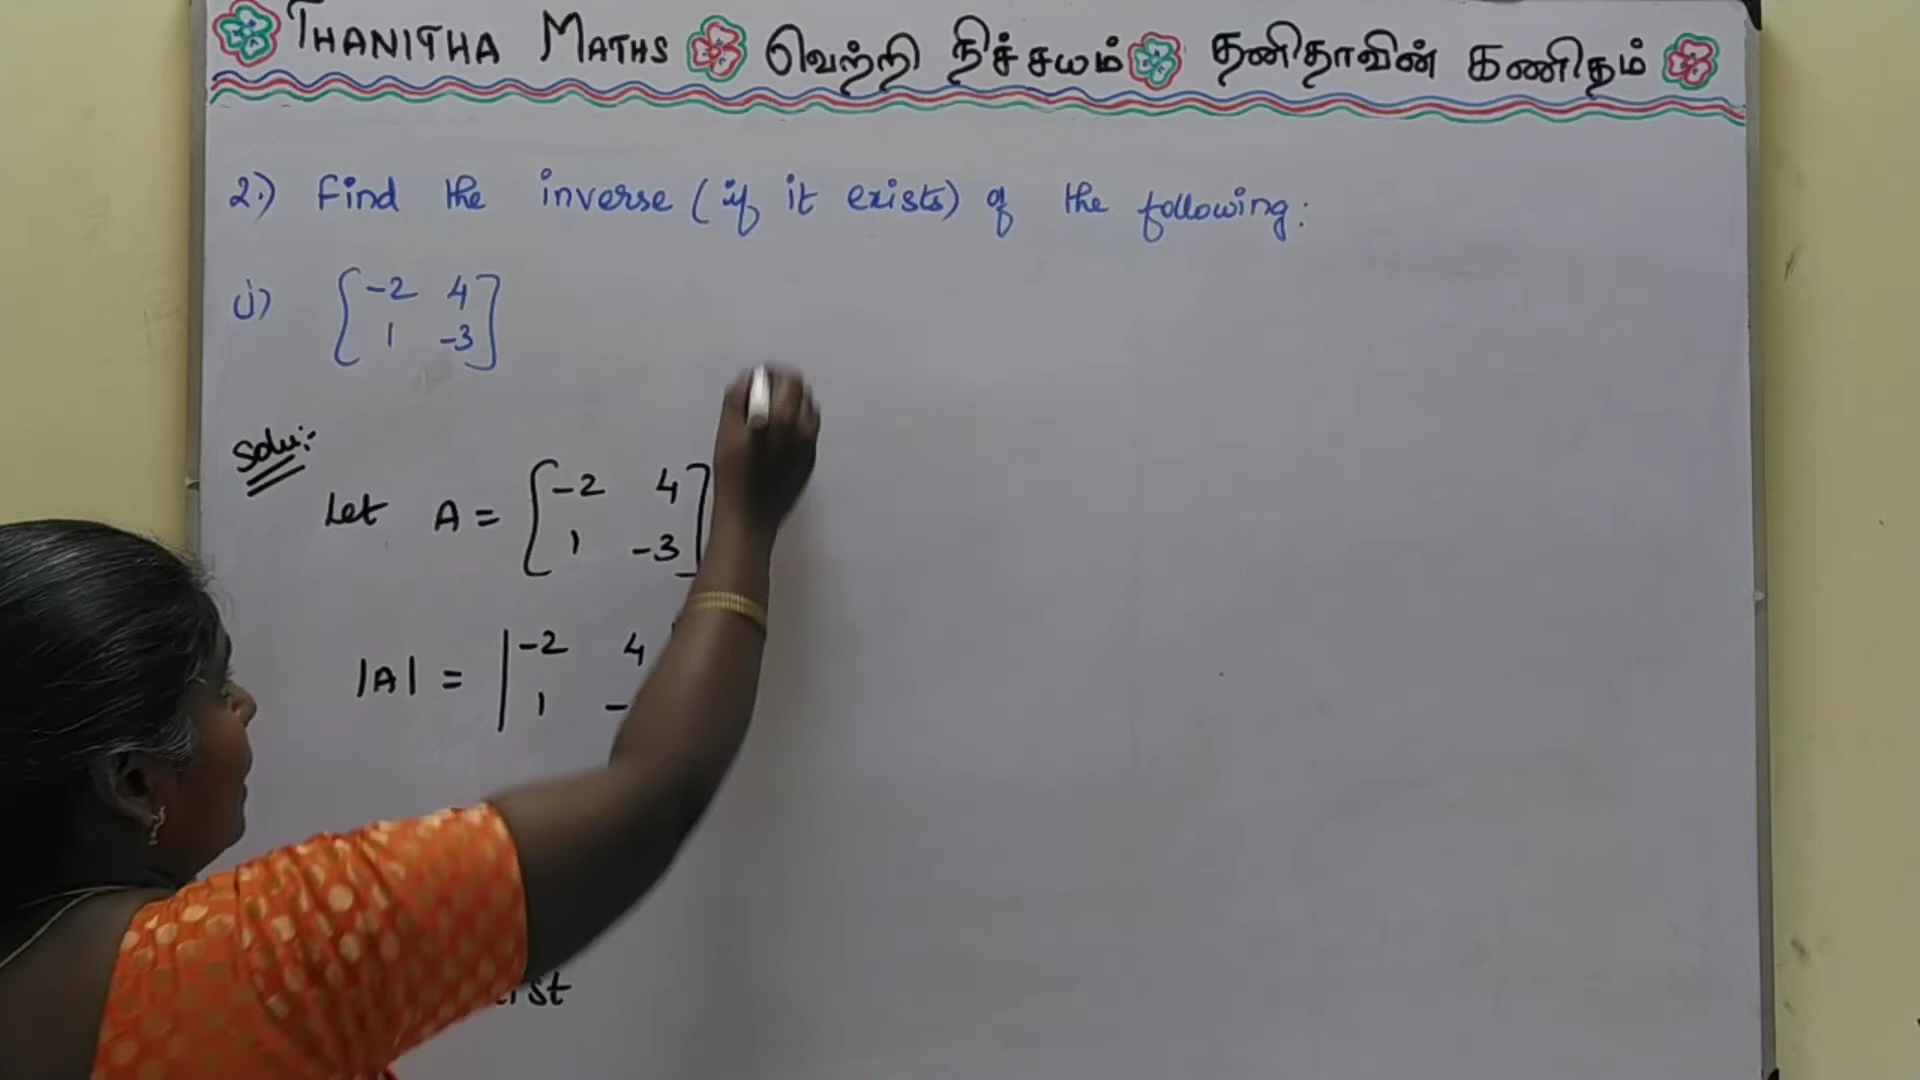 THANITHA MATHS வெற்றி நிச்சயம் தனிதாவின் கணிதம்
2.) Find the inverse (if it exists) of the following:
(i) [-2 4
1 -3]
Solu:-
Let A = [-2 4
1 -3]
|A| = |-2 4
1 -